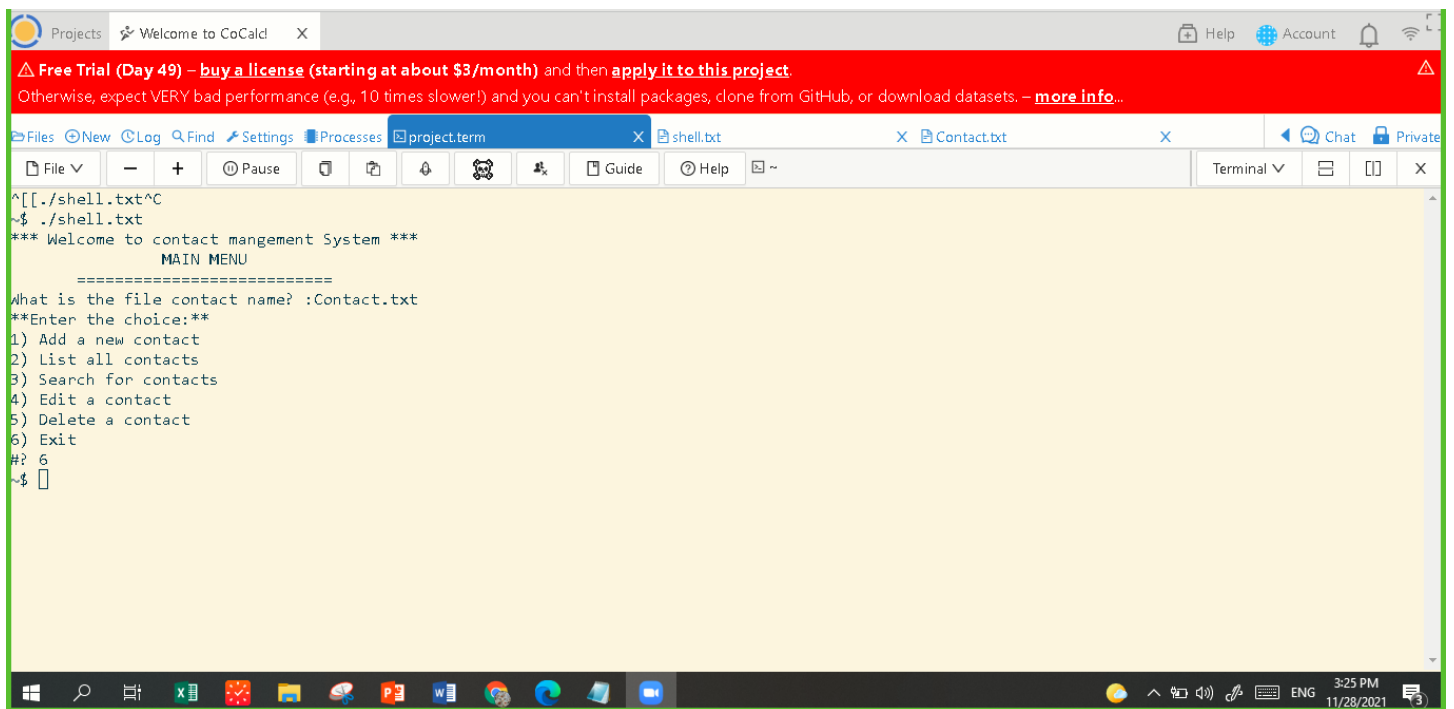 Projects Welcome to CoCalc! X Help Account
Free Trial (Day 49) – buy a license (starting at about $3/month) and then apply it to this project.
Otherwise, expect VERY bad performance (e.g., 10 times slower!) and you can't install packages, clone from GitHub, or download datasets. – more info...
Files New Log Find Settings Processes project.term X shell.txt X Contact.txt X Chat Private
File Pause Guide Help ~ Terminal X
^[[./shell.txt^C
~$ ./shell.txt
*** Welcome to contact mangement System ***
MAIN MENU
===========================
What is the file contact name? :Contact.txt
**Enter the choice:**
1) Add a new contact
2) List all contacts
3) Search for contacts
4) Edit a contact
5) Delete a contact
6) Exit
#? 6
~$
ENG 3:25 PM
11/28/2021 3